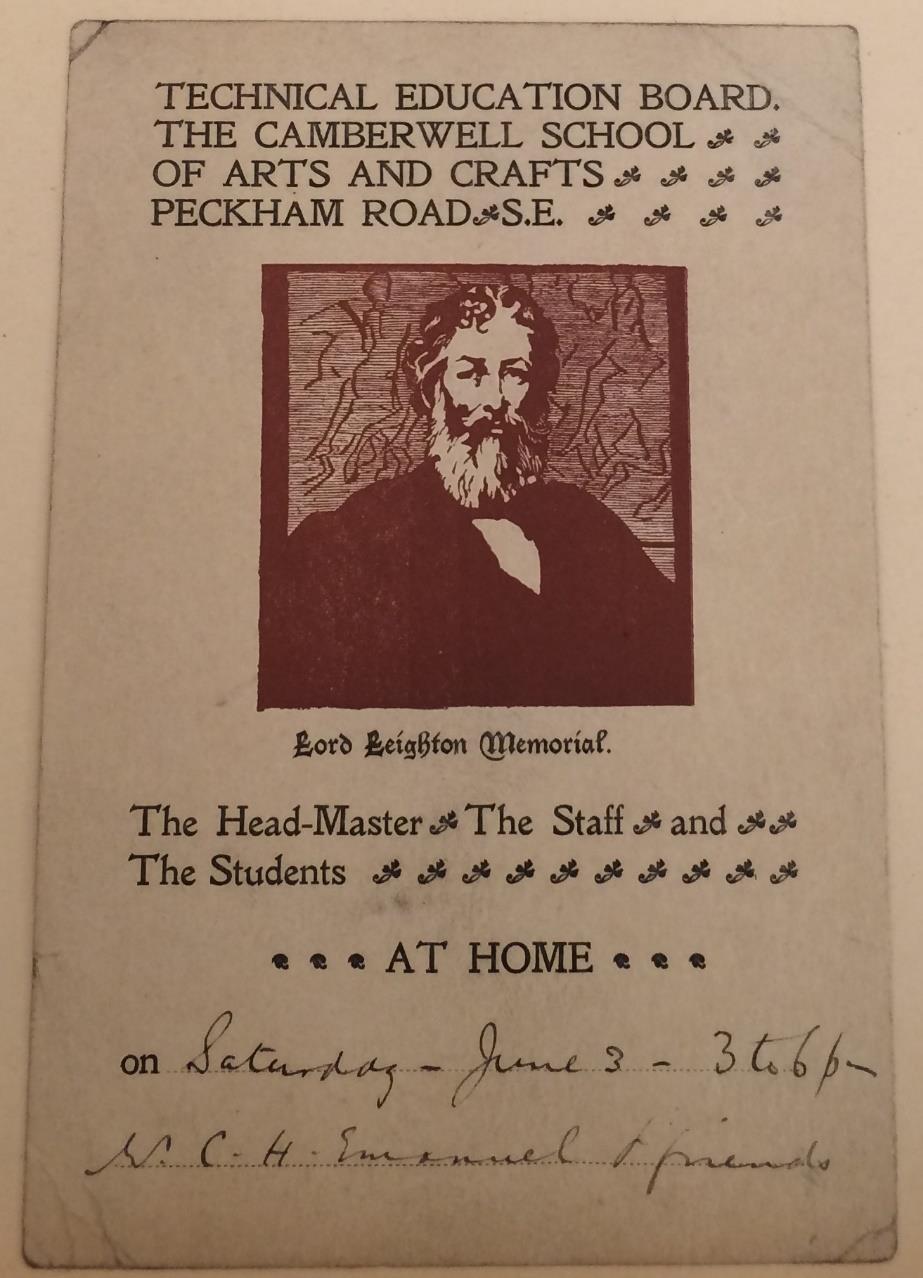 TECHNICAL EDUCATION BOARD.
THE CAMBERWELL SCHOOL
OF ARTS AND CRAFTS
PECKHAM ROAD S.E.
Lord Leighton Memorial.
The Head-Master The Staff and
The Students
AT HOME
on Saturday - June 3 - 3 to 6 pm
W. C. H. Emanuel & friends